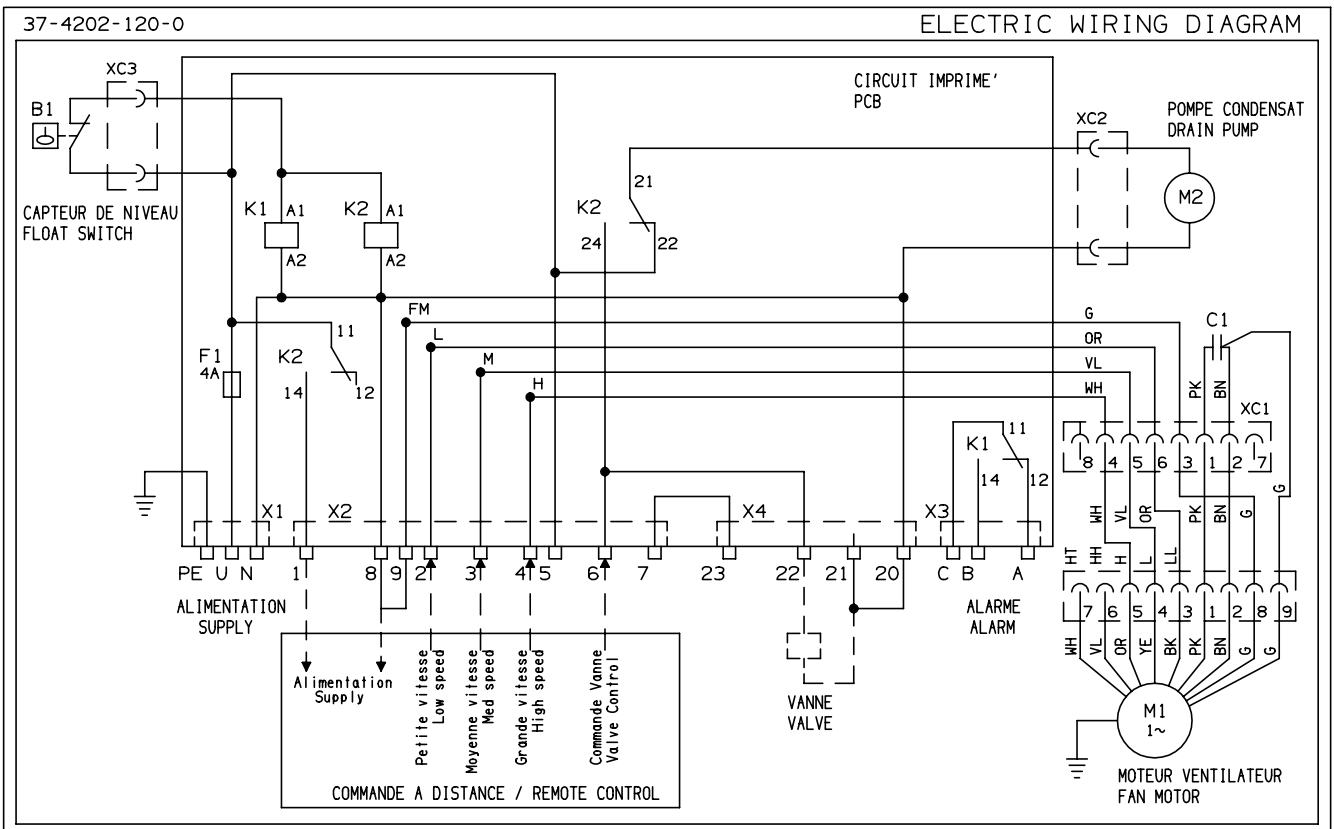 37-4202-120-0
ELECTRIC WIRING DIAGRAM
XC3
B1
CAPTEUR DE NIVEAU
FLOAT SWITCH
CIRCUIT IMPRIME'
PCB
XC2
POMPE CONDENSAT
DRAIN PUMP
M2
K1
A1
A2
K2
A1
A2
K2
21
24
22
FM
L
M
H
F1
4A
K2
11
14
12
G
OR
VL
WH
C1
PK
BN
XC1
K1
11
14
12
8
4
5
6
3
1
2
7
G
WH
VL
OR
PK
BN
G
HT
HH
H
L
LL
7
6
5
4
3
1
2
8
9
WH
VL
OR
YE
BK
PK
BN
G
G
M1
1~
MOTEUR VENTILATEUR
FAN MOTOR
X1
X2
X4
X3
PE
U
N
1
8
9
2
3
4
5
6
7
23
22
21
20
C
B
A
ALIMENTATION
SUPPLY
ALARME
ALARM
VANNE
VALVE
Alimentation
Supply
Petite vitesse
Low speed
Moyenne vitesse
Med speed
Grande vitesse
High speed
Commande Vanne
Valve Control
COMMANDE A DISTANCE / REMOTE CONTROL